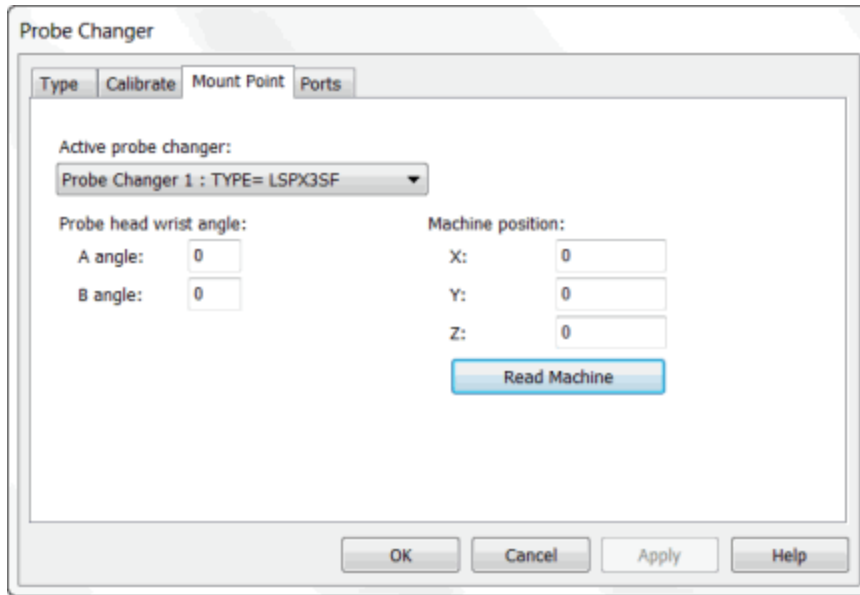 Probe Changer
Type Calibrate Mount Point Ports
Active probe changer:
Probe Changer 1 : TYPE= LSPX3SF
Probe head wrist angle: Machine position:
A angle: 0 X: 0
B angle: 0 Y: 0
Z: 0
Read Machine
OK Cancel Apply Help